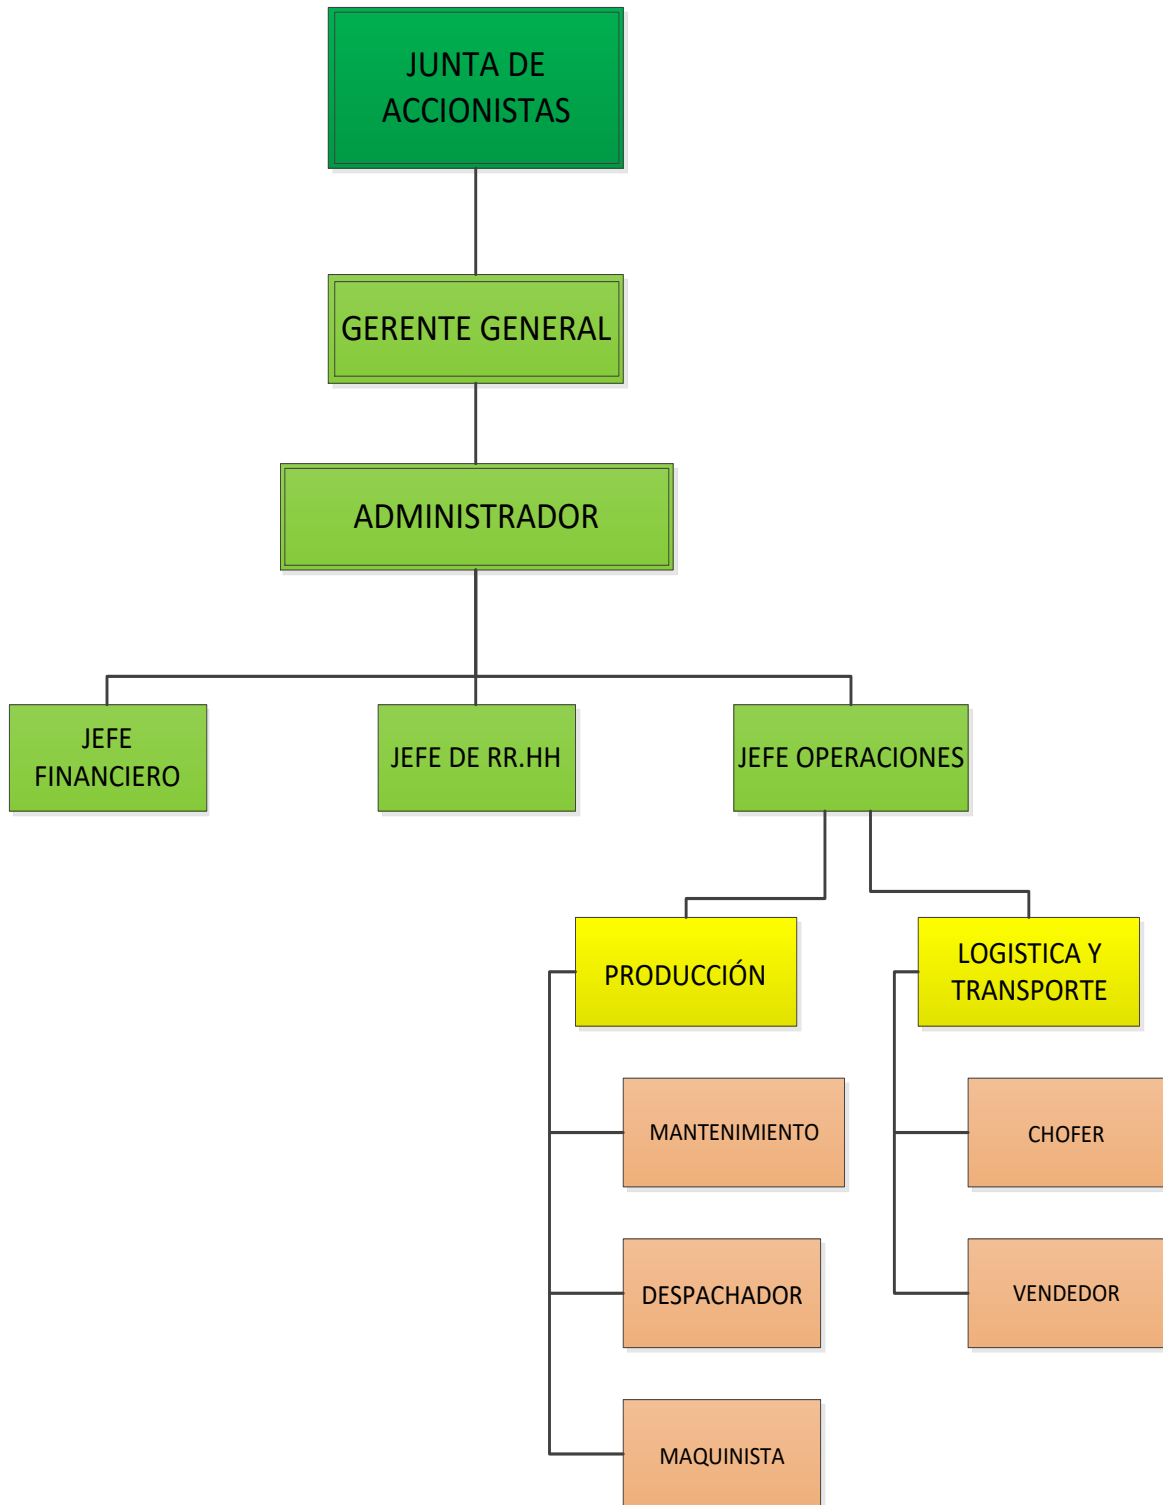 JUNTA DE
ACCIONISTAS
GERENTE GENERAL
ADMINISTRADOR
JEFE
FINANCIERO
JEFE DE RR.HH
JEFE OPERACIONES
PRODUCCIÓN
LOGISTICA Y
TRANSPORTE
MANTENIMIENTO
CHOFER
DESPACHADOR
VENDEDOR
MAQUINISTA